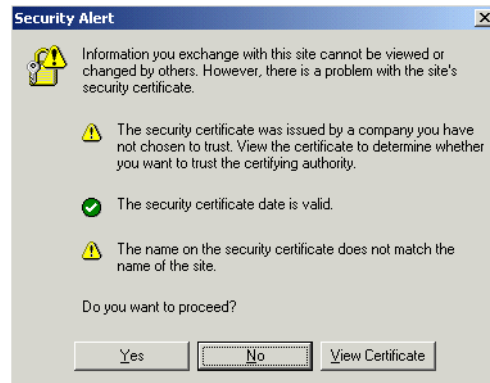 Security Alert
Information you exchange with this site cannot be viewed or
changed by others. However, there is a problem with the site's
security certificate.
The security certificate was issued by a company you have
not chosen to trust. View the certificate to determine whether
you want to trust the certifying authority.
The security certificate date is valid.
The name on the security certificate does not match the
name of the site.
Do you want to proceed?
Yes No View Certificate